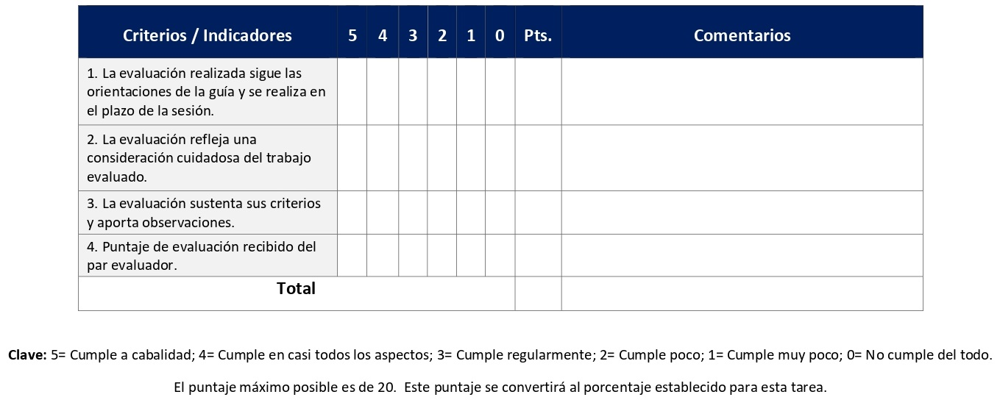 Criterios / Indicadores 5 4 3 2 1 0 Pts. Comentarios
1. La evaluación realizada sigue las
orientaciones de la guía y se realiza en
el plazo de la sesión.
2. La evaluación refleja una
consideración cuidadosa del trabajo
evaluado.
3. La evaluación sustenta sus criterios
y aporta observaciones.
4. Puntaje de evaluación recibido del
par evaluador.
Total
Clave: 5= Cumple a cabalidad; 4= Cumple en casi todos los aspectos; 3= Cumple regularmente; 2= Cumple poco; 1= Cumple muy poco; 0= No cumple del todo.
El puntaje máximo posible es de 20. Este puntaje se convertirá al porcentaje establecido para esta tarea.